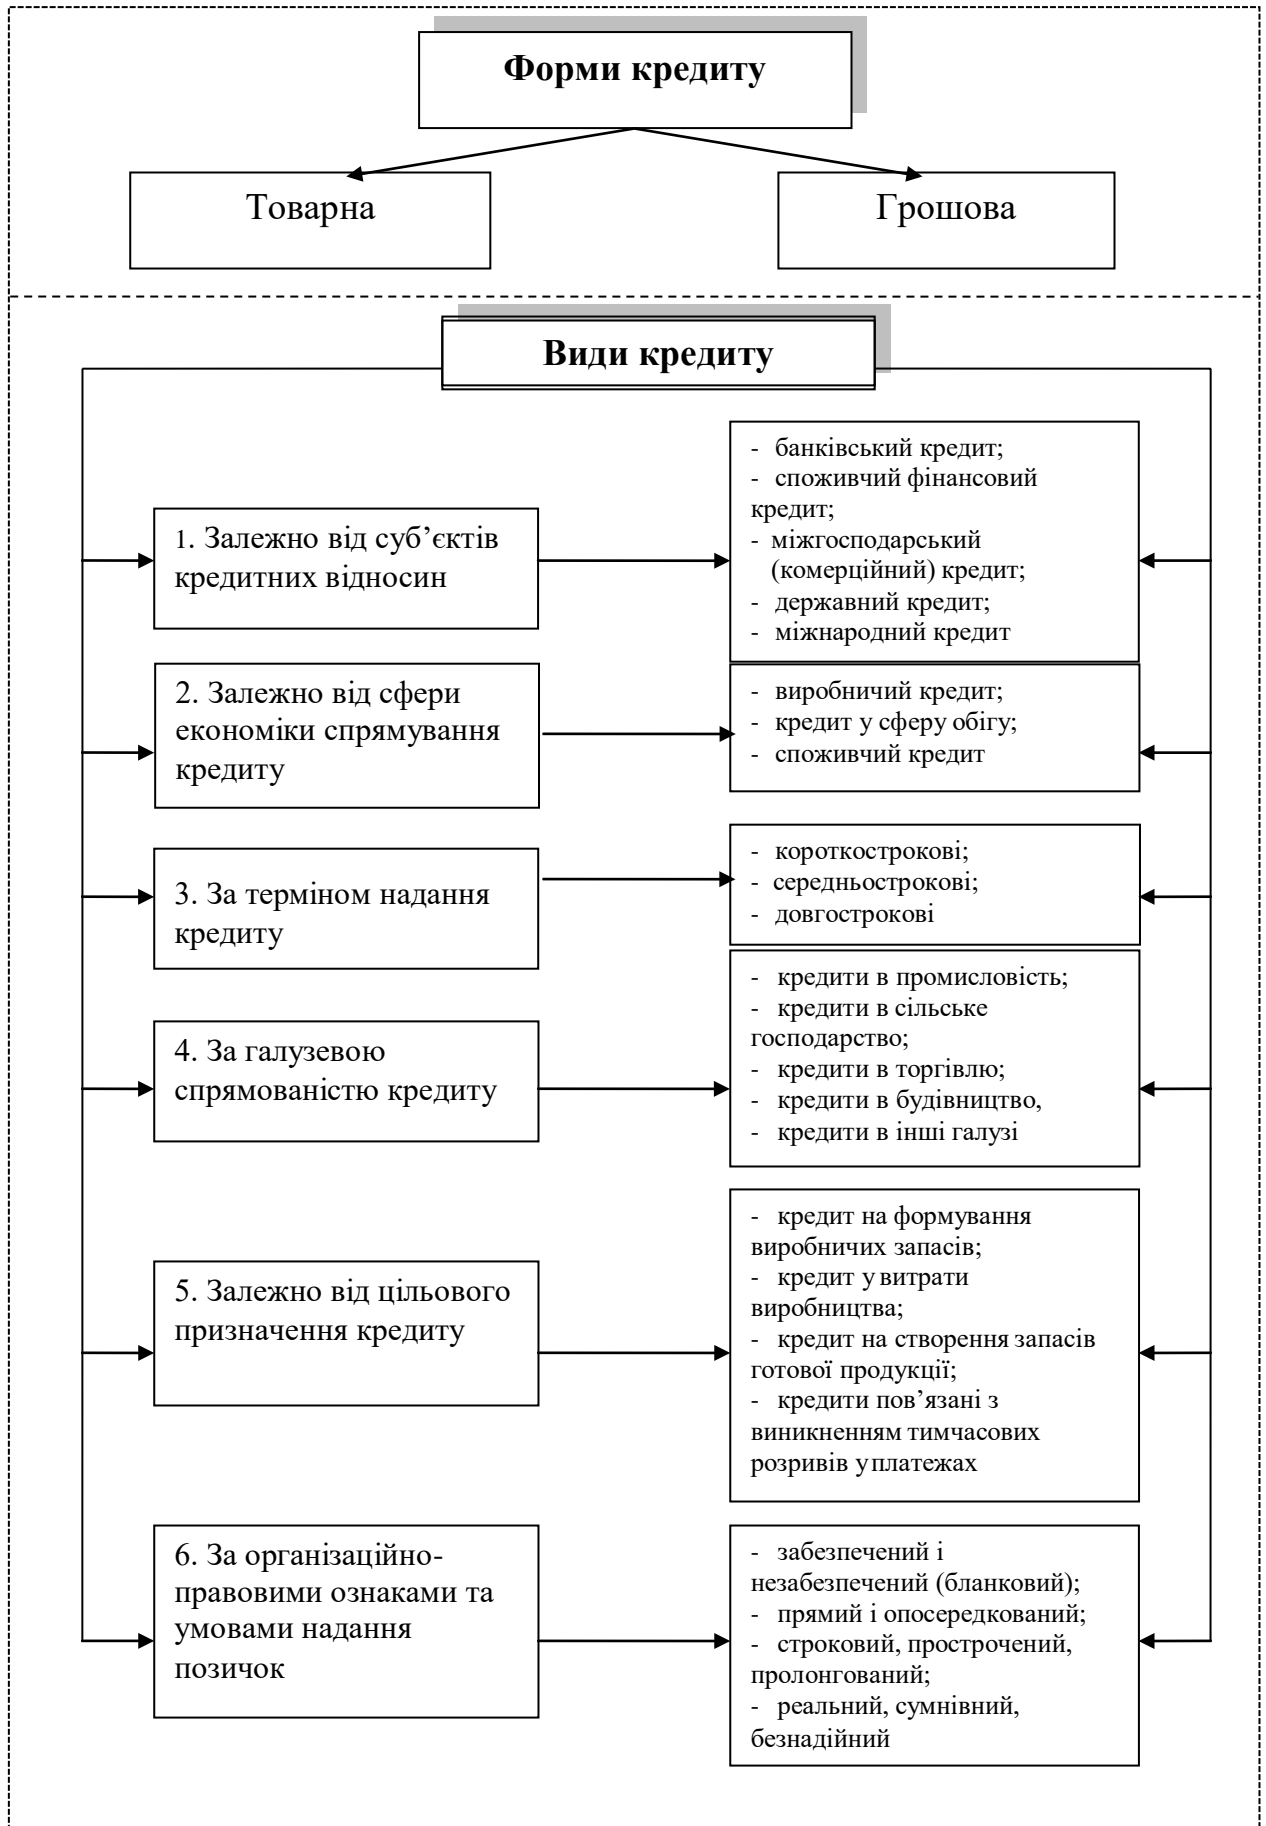 Форми кредиту
Товарна
Грошова
Види кредиту
1. Залежно від суб’єктів
кредитних відносин
- банківський кредит;
- споживчий фінансовий
кредит;
- міжгосподарський
(комерційний) кредит;
- державний кредит;
- міжнародний кредит
2. Залежно від сфери
економіки спрямування
кредиту
- виробничий кредит;
- кредит у сферу обігу;
- споживчий кредит
3. За терміном надання
кредиту
- короткострокові;
- середньострокові;
- довгострокові
4. За галузевою
спрямованістю кредиту
- кредити в промисловість;
- кредити в сільське
господарство;
- кредити в торгівлю;
- кредити в будівництво,
- кредити в інші галузі
5. Залежно від цільового
призначення кредиту
- кредит на формування
виробничих запасів;
- кредит у витрати
виробництва;
- кредит на створення запасів
готової продукції;
- кредити пов’язані з
виникненням тимчасових
розривів у платежах
6. За організаційно-
правовими ознаками та
умовами надання
позичок
- забезпечений і
незабезпечений (бланковий);
- прямий і опосередкований;
- строковий, прострочений,
пролонгований;
- реальний, сумнівний,
безнадійний